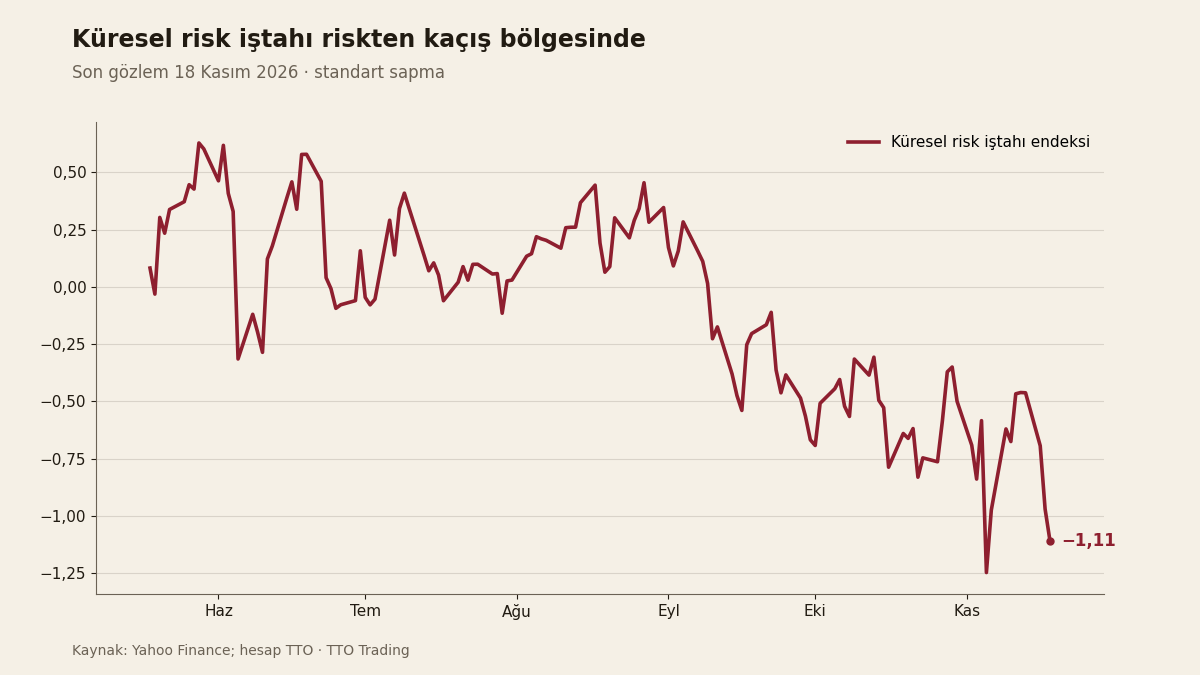 Küresel risk iştahı riskten kaçış bölgesinde
Son gözlem 18 Kasım 2026 · standart sapma
Küresel risk iştahı endeksi
0,50
0,25
0,00
−0,25
−0,50
−0,75
−1,00
−1,25
−1,11
Haz Tem Ağu Eyl Eki Kas
Kaynak: Yahoo Finance; hesap TTO · TTO Trading